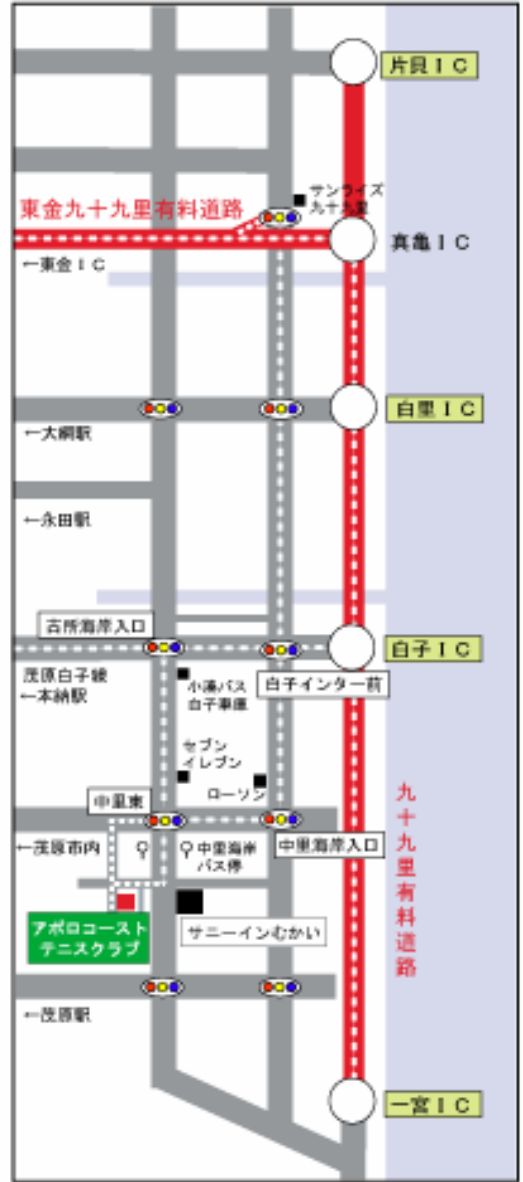 片貝ＩＣ
サンライズ
九十九里
東金九十九里有料道路
真亀ＩＣ
←東金ＩＣ
白里ＩＣ
←大網駅
←永田駅
古所海岸入口
白子ＩＣ
茂原白子線
←本納駅
小湊バス
白子車庫
白子インター前
セブン
イレブン
ローソン
中里東
九十九里有料道路
←茂原市内
中里海岸
バス停
中里海岸入口
アポロコースト
テニスクラブ
サニーインむかい
←茂原駅
一宮ＩＣ